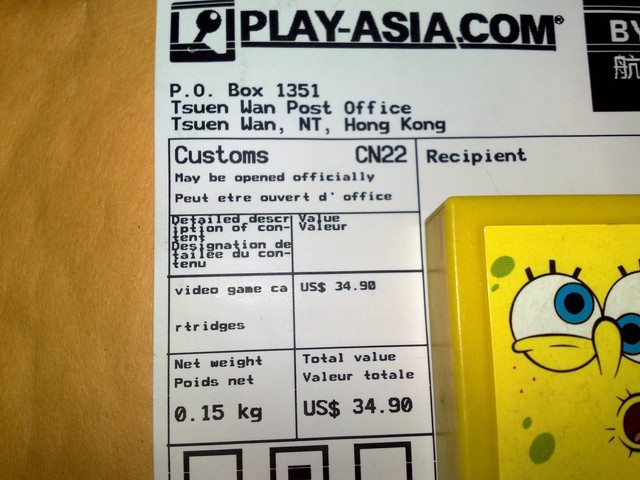 PLAY-ASIA.COM®
BY
航
P.O. Box 1351
Tsuen Wan Post Office
Tsuen Wan, NT, Hong Kong
Customs CN22
May be opened officially
Peut etre ouvert d' office
Recipient
Detailed descr
iption of con-
tent
Designation de
taillee du con-
tenu
Value
Valeur
video game ca
rtridges
US$ 34.90
Net weight
Poids net
0.15 kg
Total value
Valeur totale
US$ 34.90